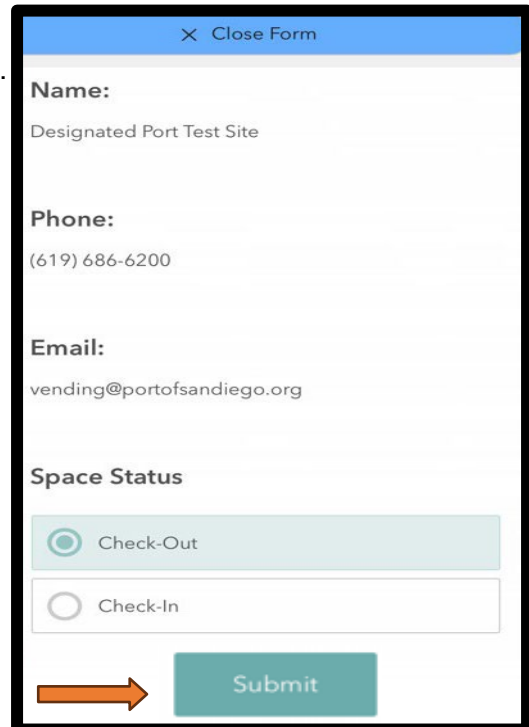 ✕ Close Form
.
Name:
Designated Port Test Site
Phone:
(619) 686-6200
Email:
vending@portofsandiego.org
Space Status
Check-Out
Check-In
Submit